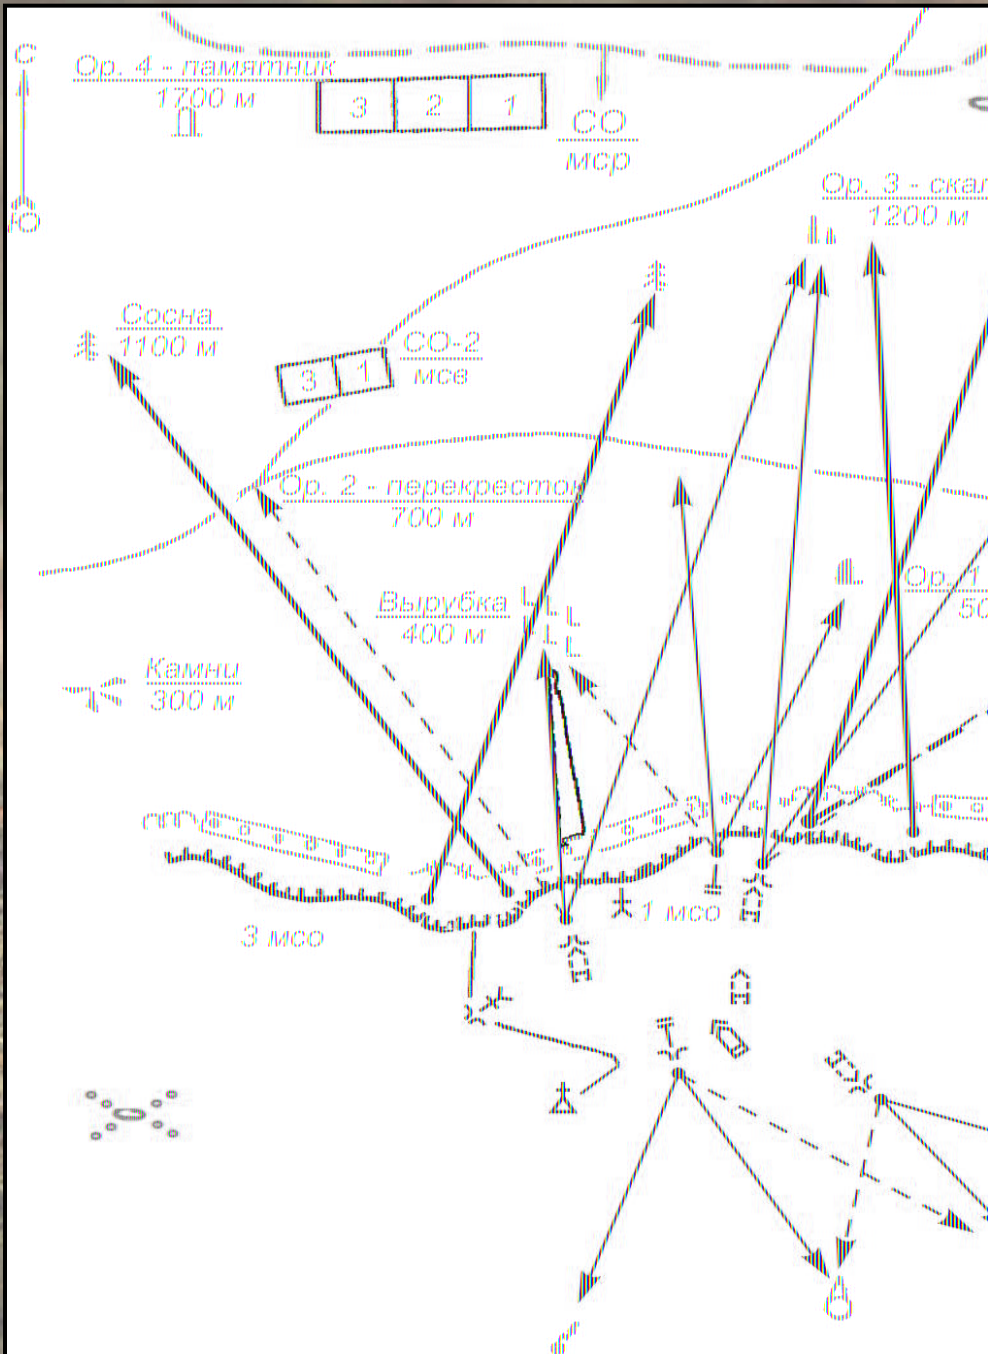 С
Ор. 4 - памятник
1700 м
3 2 1
СО
мср
Ю
Ор. 3 -
1200 м
Сосна
1100 м
3 1
СО-2
мсв
Ор. 2 - перекресток
700 м
Ор. 1
Вырубка
400 м
Камни
300 м
1 мсо
3 мсо